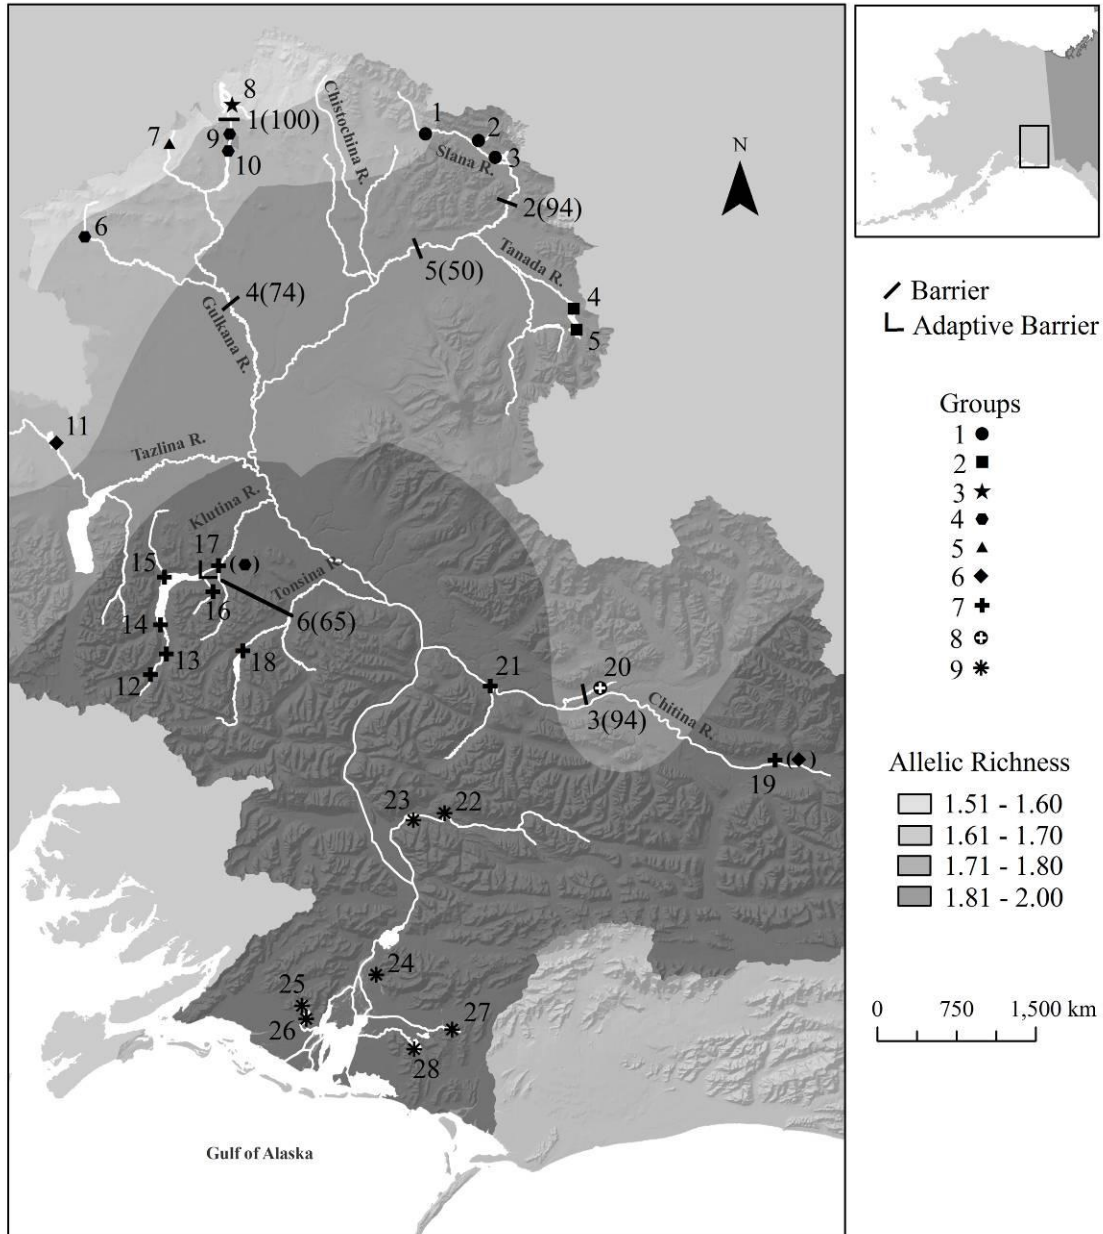 8
1(100)
Chistochina R.
1
2
7
9
3
10
Slana R.
2(94)
6
5(50)
Tanada R.
4(74)
4
Gulkana R.
5
11
Tazlina R.
Klutina R.
17
( )
15
Tonsina R.
16
6(65)
14
13
18
12
21
20
3(94)
Chitina R.
( )
19
23
22
24
25
26
27
28
Gulf of Alaska
N
Barrier
Adaptive Barrier
Groups
1
2
3
4
5
6
7
8
9
Allelic Richness
1.51 - 1.60
1.61 - 1.70
1.71 - 1.80
1.81 - 2.00
0 750 1,500 km